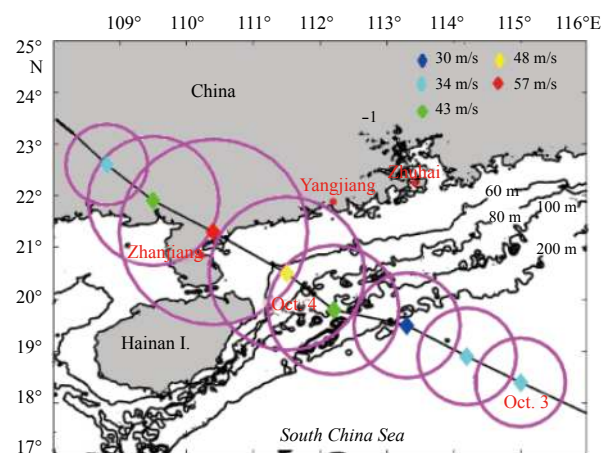 109° 110° 111° 112° 113° 114° 115° 116° E
25°
N
24°
23°
22°
21°
20°
19°
18°
17°
30 m/s 48 m/s
34 m/s 57 m/s
43 m/s
China
-1
Zhuhai
Yangjiang
60 m
80 m
100 m
200 m
Zhanjiang
Oct. 4
Hainan I.
Oct. 3
South China Sea